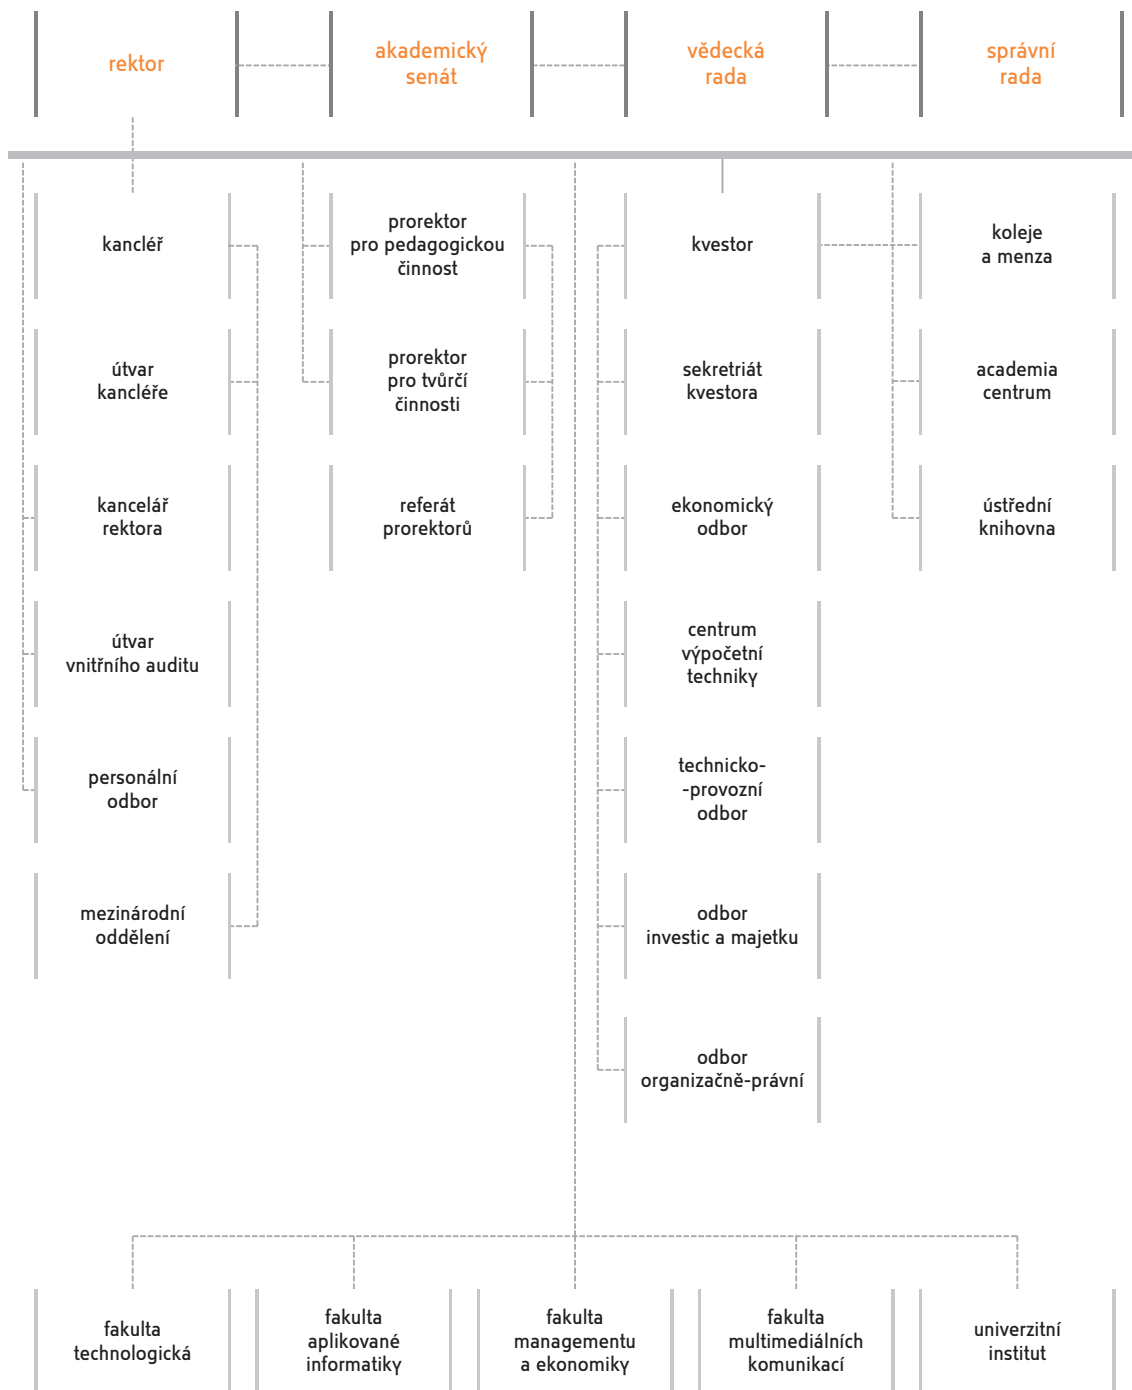 rektor
akademický
senát
vědecká
rada
správní
rada
kancléř
prorektor
pro pedagogickou
činnost
kvestor
koleje
a menza
útvar
kancléře
prorektor
pro tvůrčí
činnosti
sekretriát
kvestora
academia
centrum
kancelář
rektora
referát
prorektorů
ekonomický
odbor
ústřední
knihovna
útvar
vnitřního auditu
centrum
výpočetní
techniky
personální
odbor
technicko-
-provozní
odbor
mezinárodní
oddělení
odbor
investic a majetku
odbor
organizačně-právní
fakulta
technologická
fakulta
aplikované
informatiky
fakulta
managementu
a ekonomiky
fakulta
multimediálních
komunikací
univerzitní
institut